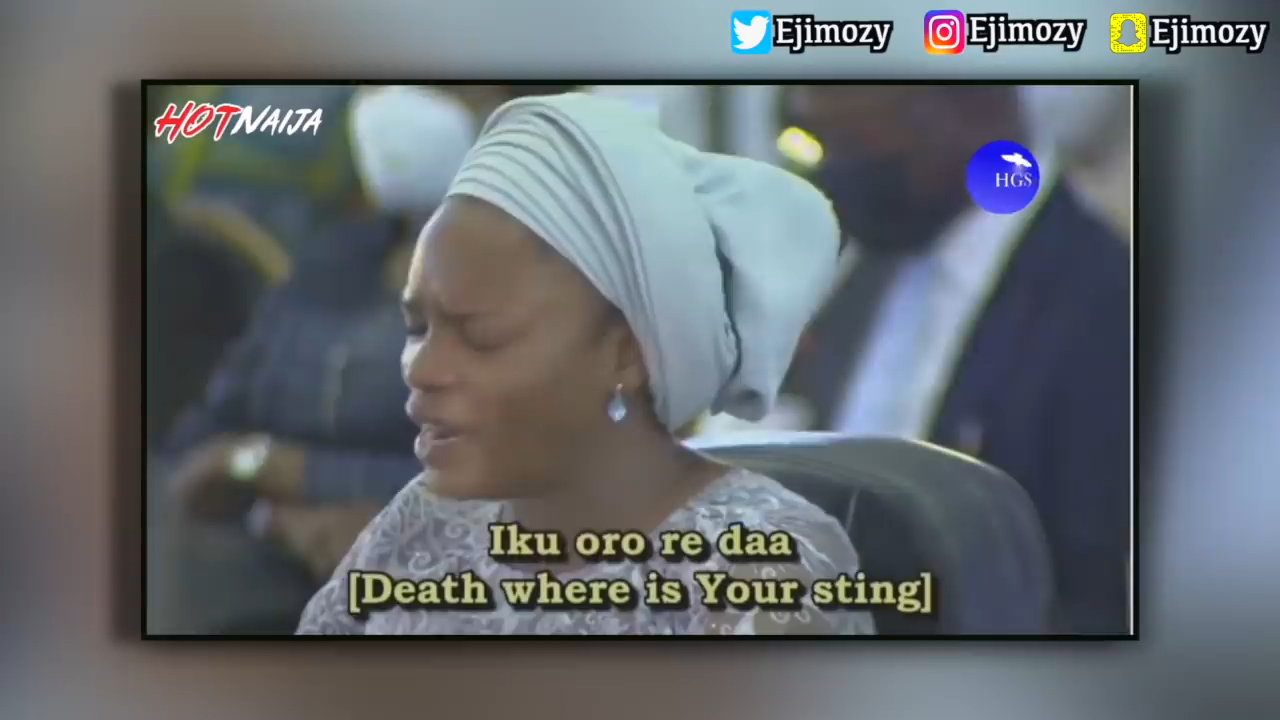 Ejimozy Ejimozy Ejimozy
HOTNAIJA
HGS
Iku oro re daa
[Death where is Your sting]